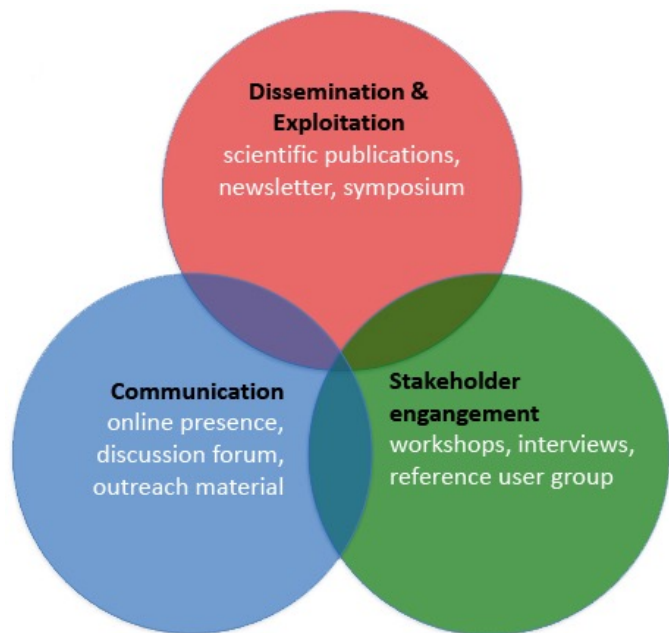 Dissemination &
Exploitation
scientific publications,
newsletter, symposium
Communication
online presence,
discussion forum,
outreach material
Stakeholder
engangement
workshops, interviews,
reference user group